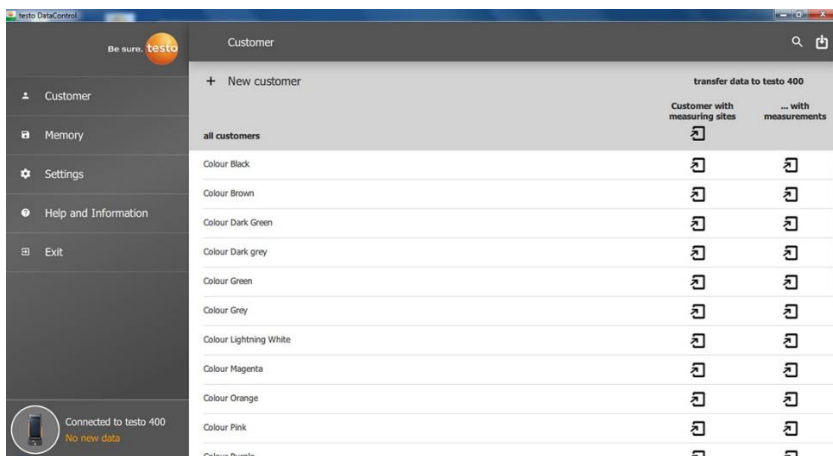 testo DataControl
Be sure. testo
Customer
Memory
Settings
Help and Information
Exit
Connected to testo 400
No new data
Customer
+ New customer
transfer data to testo 400
Customer with
measuring sites
... with
measurements
all customers
Colour Black
Colour Brown
Colour Dark Green
Colour Dark grey
Colour Green
Colour Grey
Colour Lightning White
Colour Magenta
Colour Orange
Colour Pink
Colour Purple